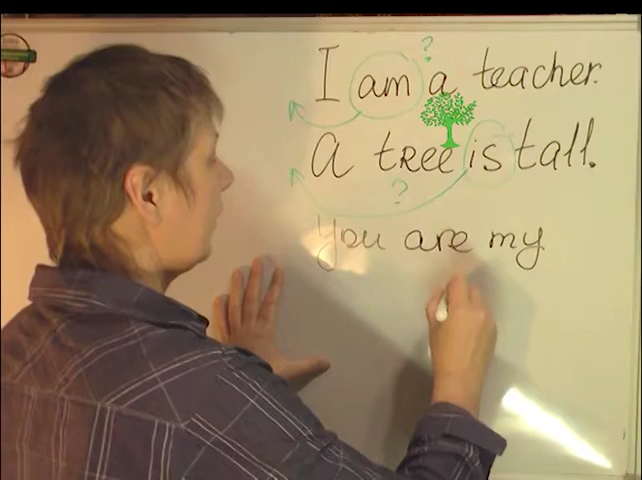 ?
I am a teacher.
A tree is tall.
?
you are my